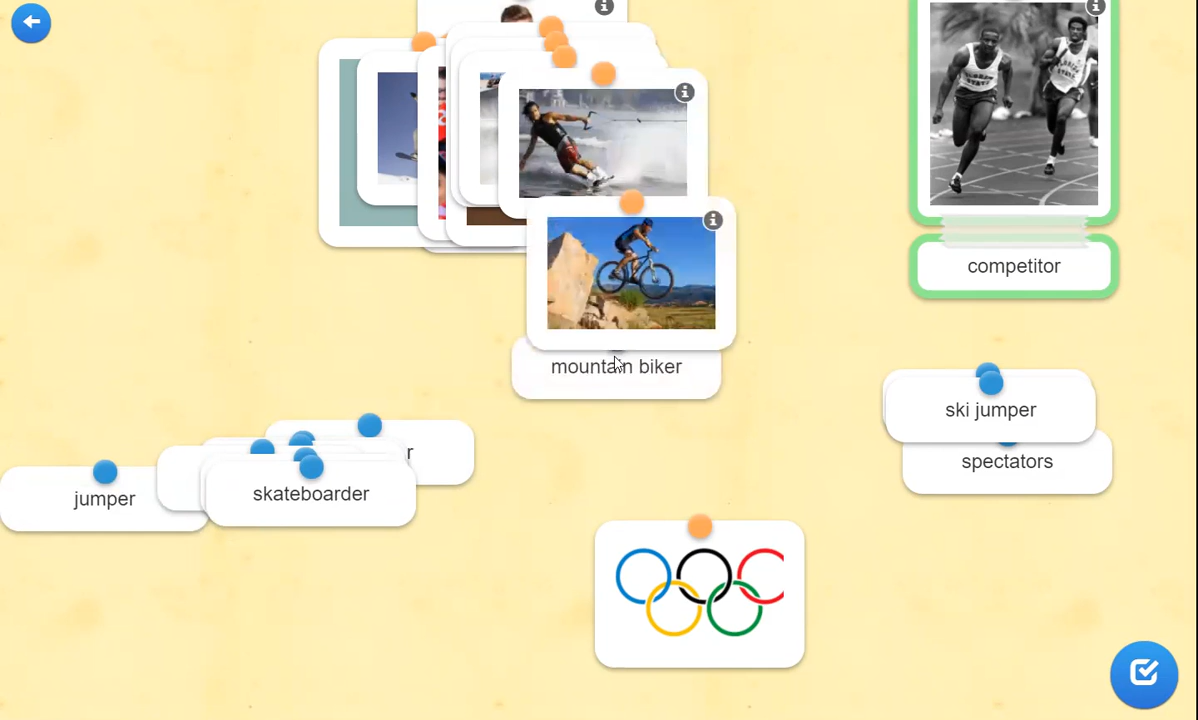 competitor
mountain biker
ski jumper
spectators
jumper
skateboarder